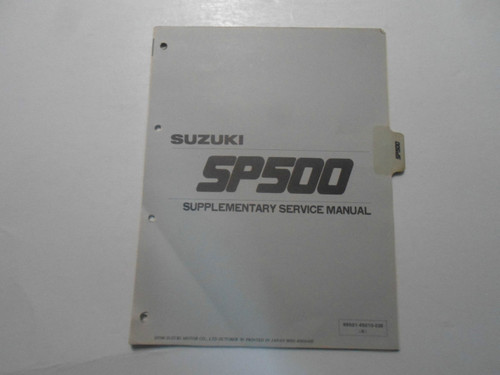 SUZUKI
SP500
SUPPLEMENTARY SERVICE MANUAL
SP500